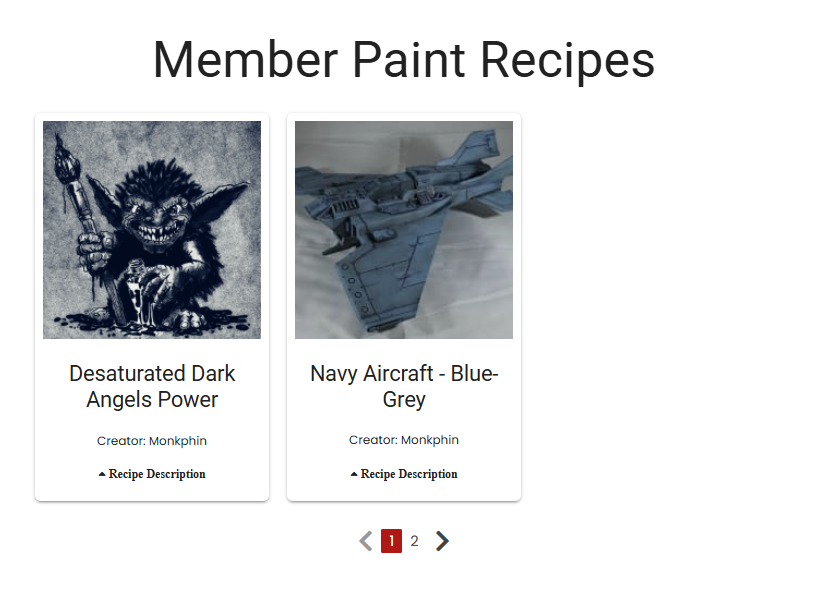 Member Paint Recipes
Desaturated Dark
Angels Power
Creator: Monkphin
Recipe Description
Navy Aircraft - Blue-
Grey
Creator: Monkphin
Recipe Description
1 2